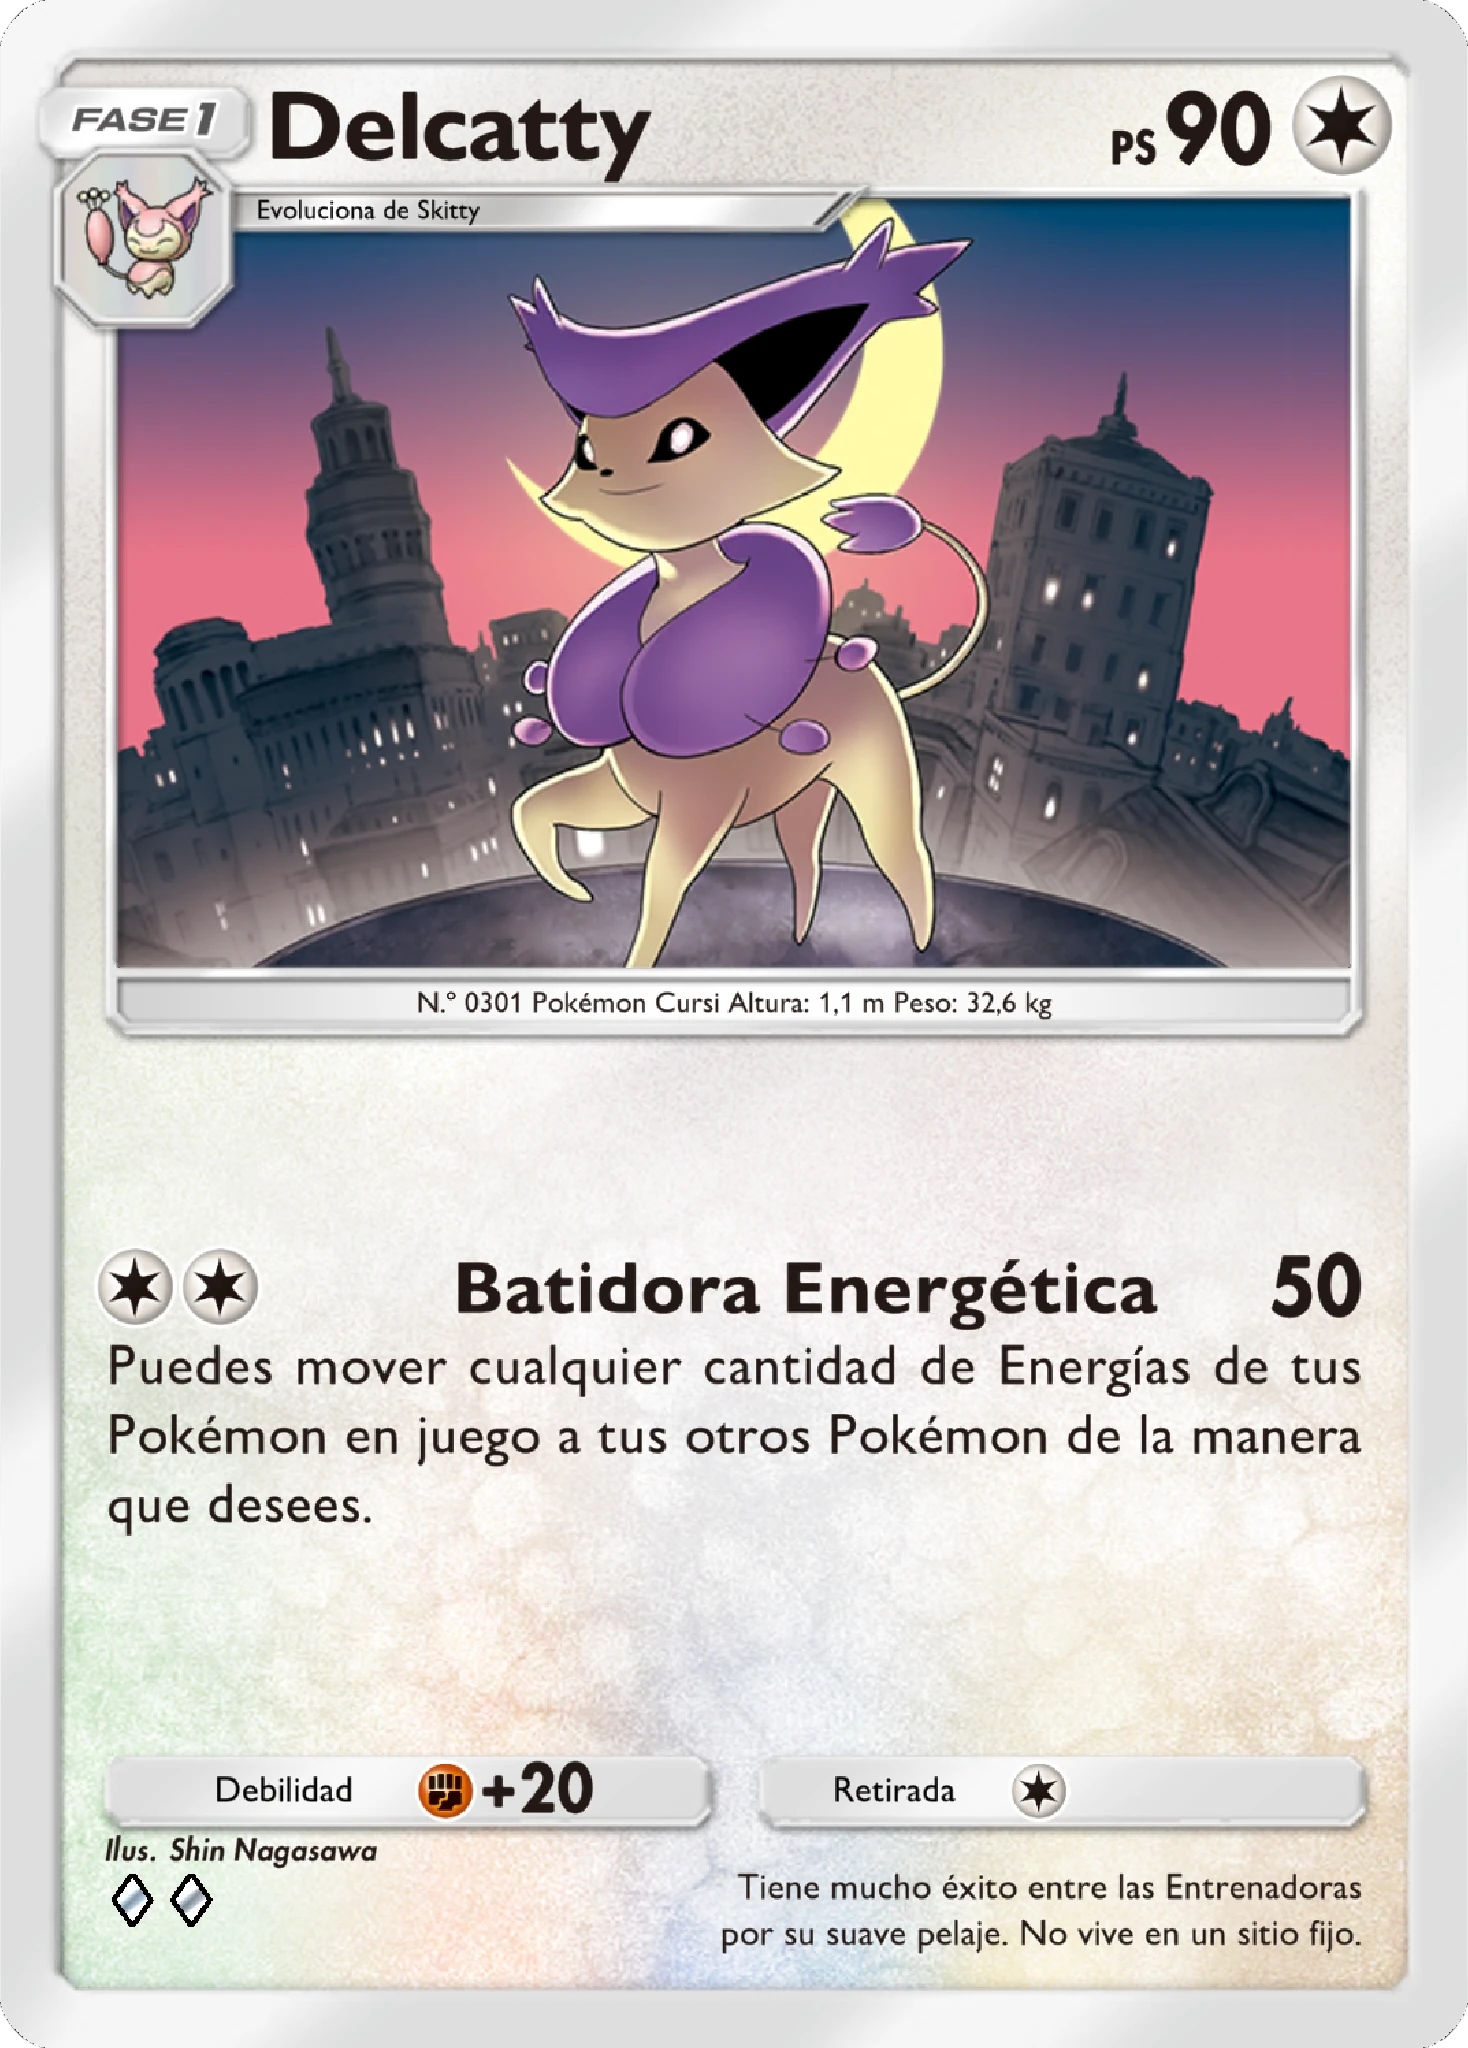 FASE 1
Delcatty
PS 90
Evoluciona de Skitty
N.º 0301 Pokémon Cursi Altura: 1,1 m Peso: 32,6 kg
Batidora Energética 50
Puedes mover cualquier cantidad de Energías de tus
Pokémon en juego a tus otros Pokémon de la manera
que desees.
Debilidad +20
Retirada
Ilus. Shin Nagasawa
Tiene mucho éxito entre las Entrenadoras
por su suave pelaje. No vive en un sitio fijo.